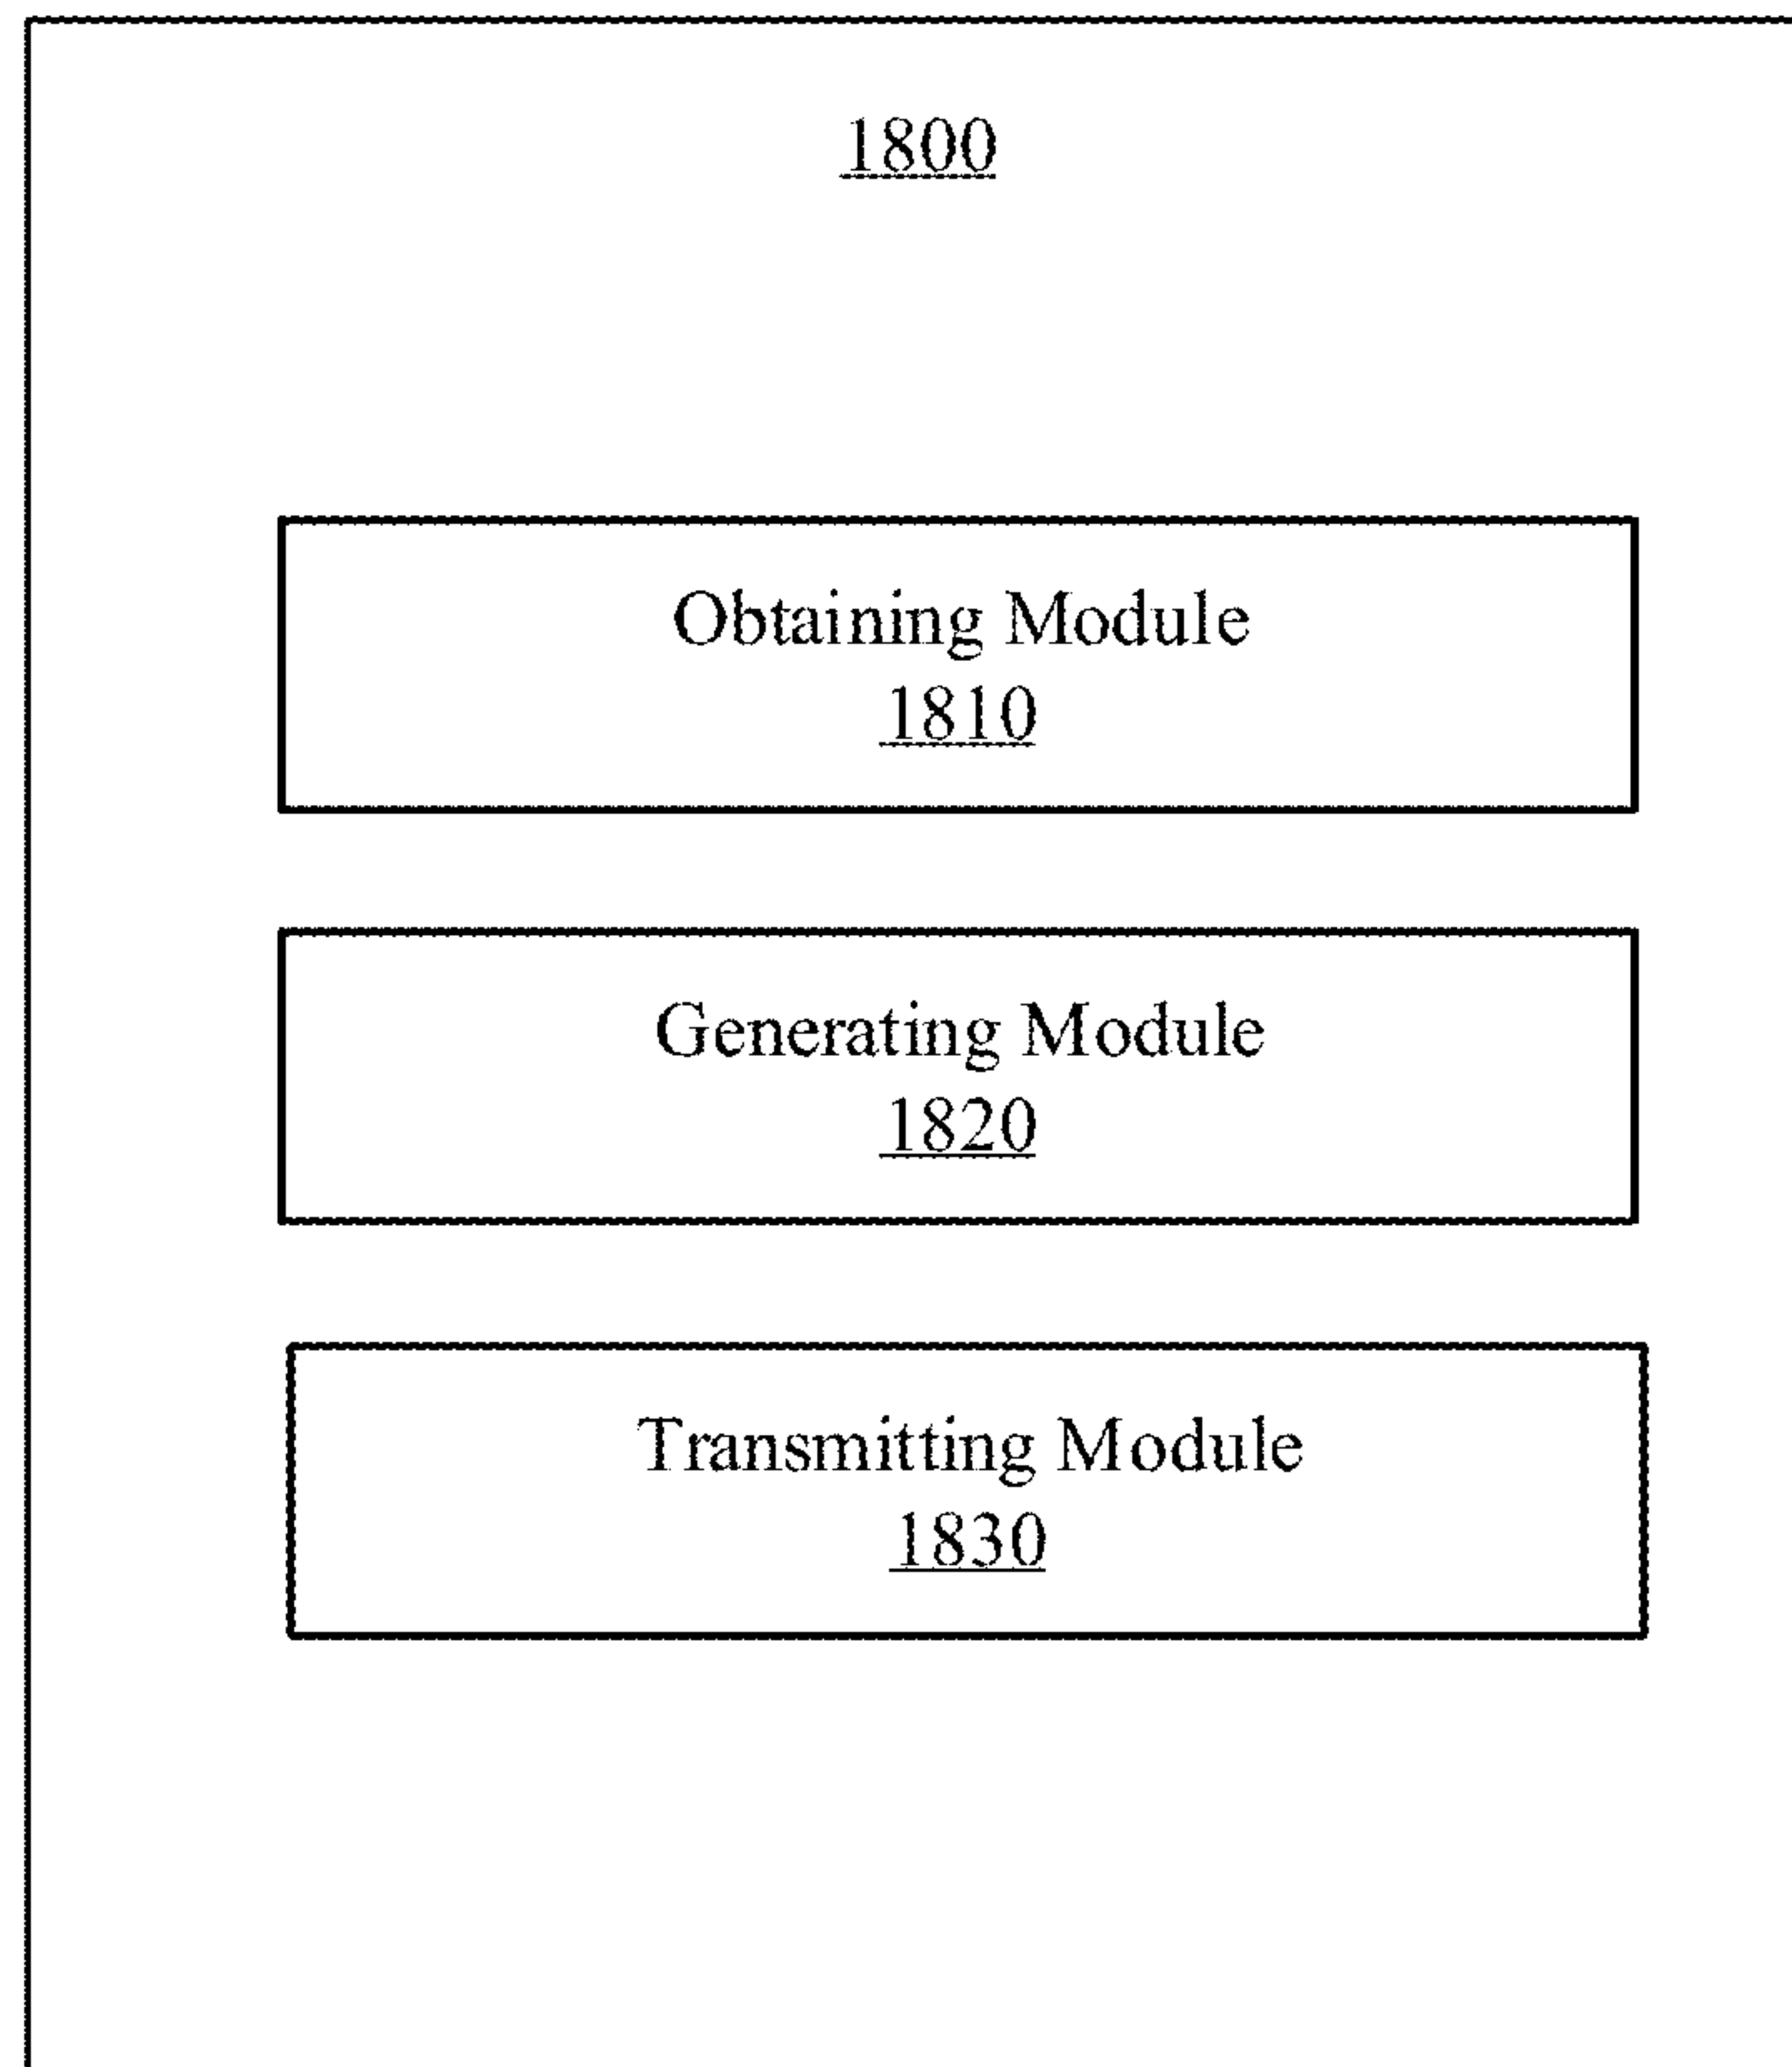 1800
Obtaining Module
1810
Generating Module
1820
Transmitting Module
1830